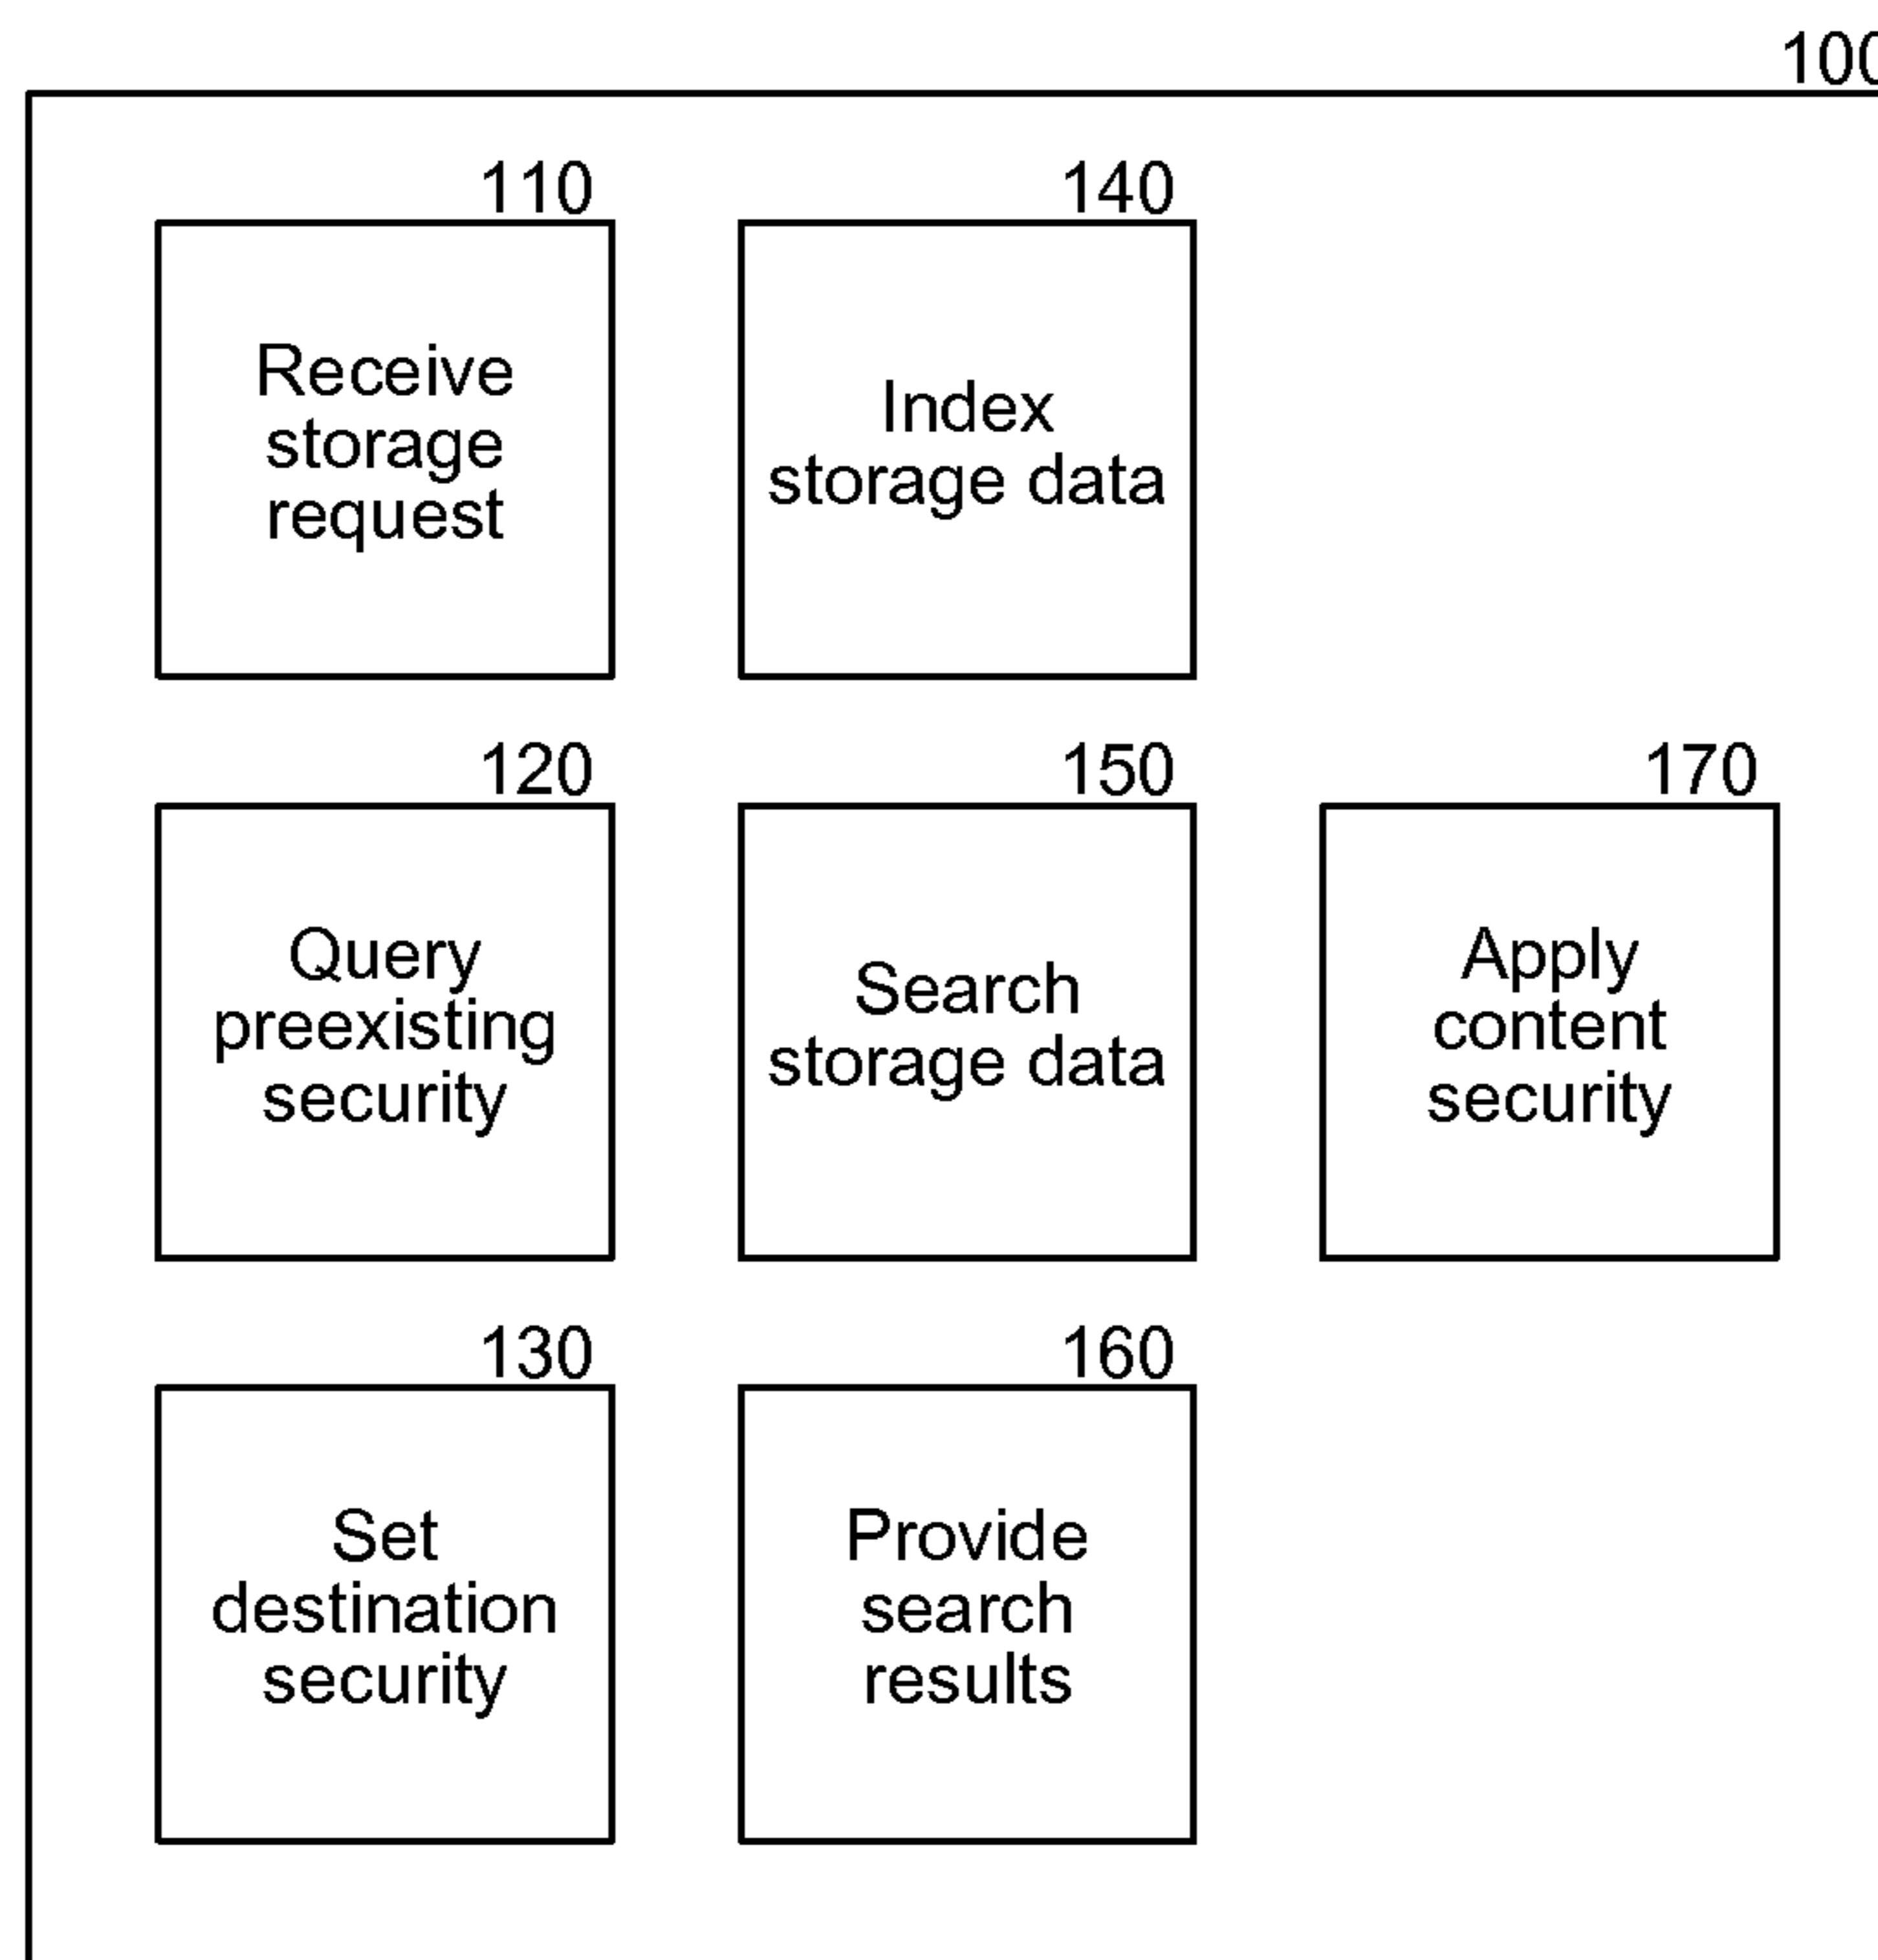 100
110
Receive
storage
request
140
Index
storage data
120
Query
preexisting
security
150
Search
storage data
170
Apply
content
security
130
Set
destination
security
160
Provide
search
results